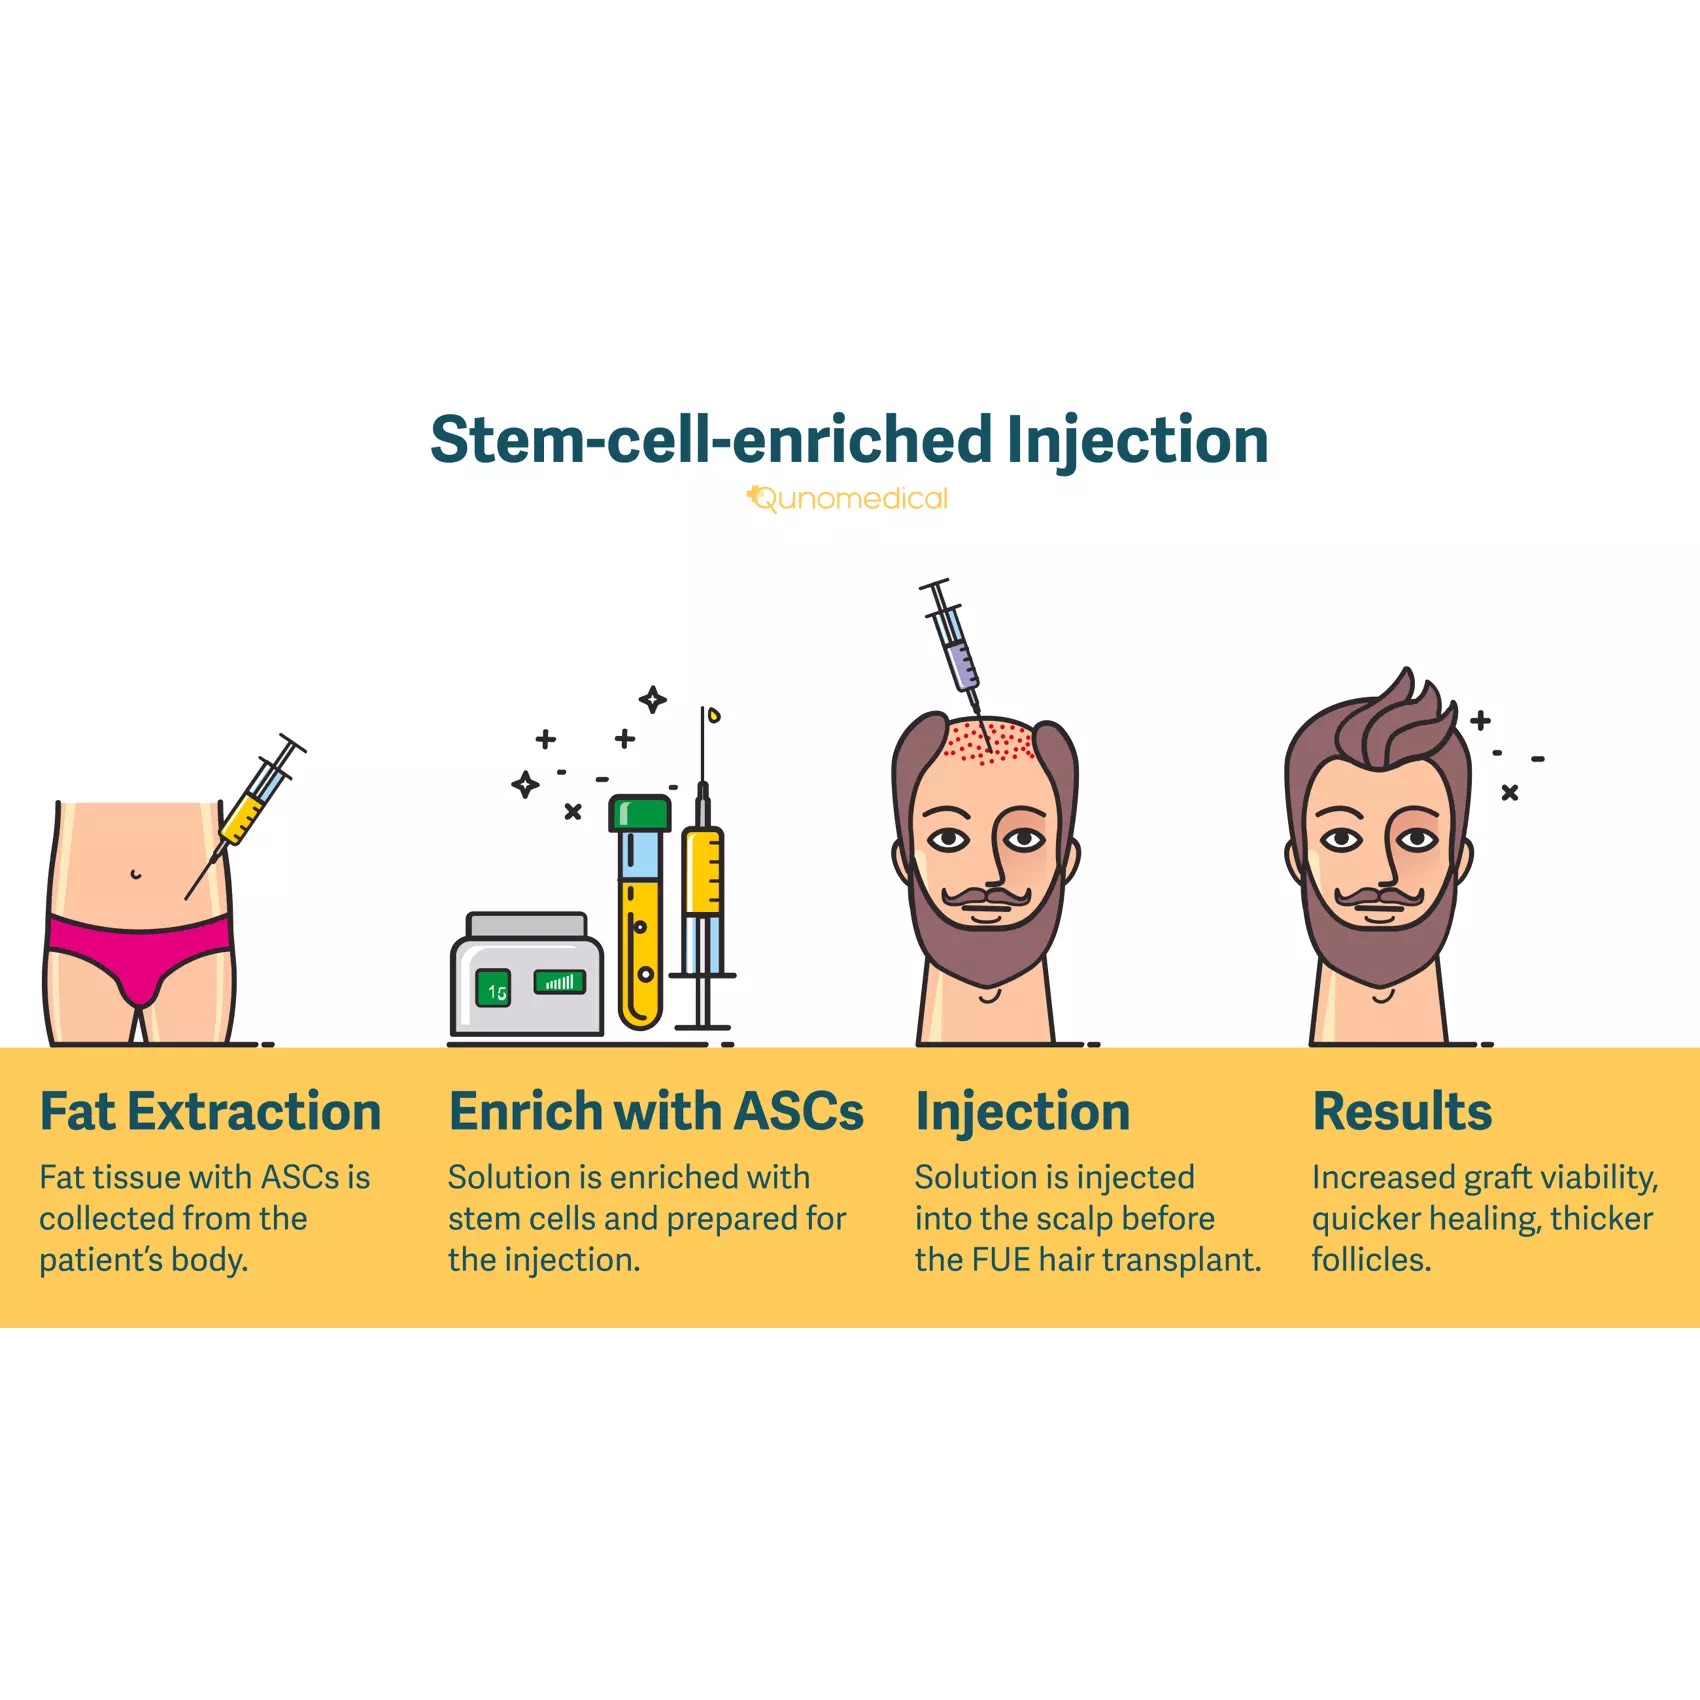 Stem-cell-enriched Injection
Qunomedical
15
Fat Extraction
Fat tissue with ASCs is
collected from the
patient's body.
Enrich with ASCs
Solution is enriched with
stem cells and prepared for
the injection.
Injection
Solution is injected
into the scalp before
the FUE hair transplant.
Results
Increased graft viability,
quicker healing, thicker
follicles.